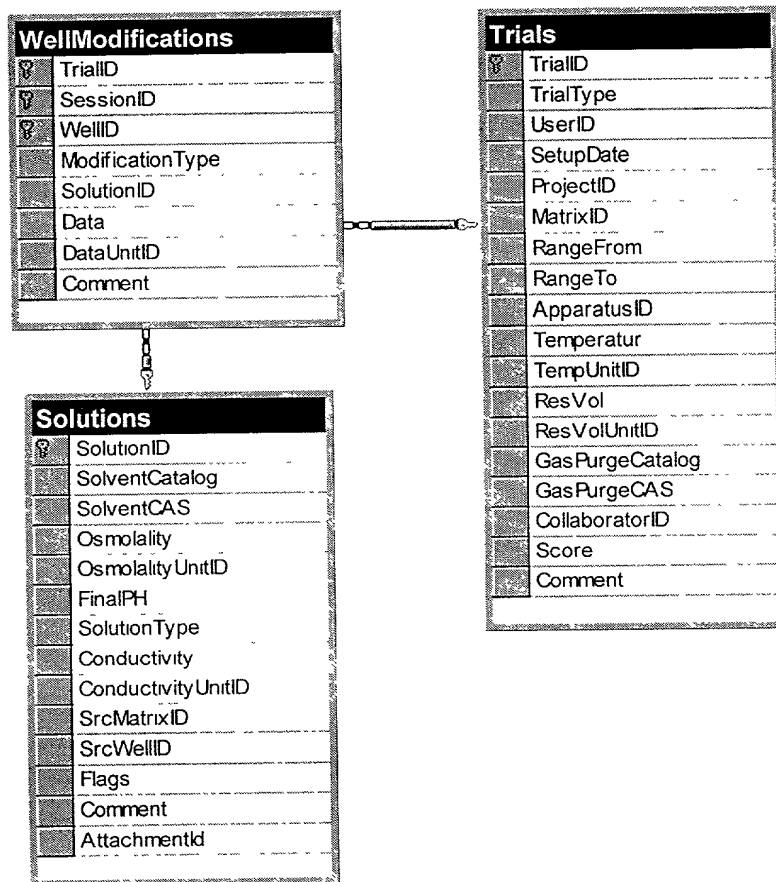 WellModifications
TrialID
SessionID
WellID
ModificationType
SolutionID
Data
DataUnitID
Comment
Trials
TrialID
TrialType
UserID
SetupDate
ProjectID
MatrixID
RangeFrom
RangeTo
ApparatusID
Temperatur
TempUnitID
ResVol
ResVolUnitID
GasPurgeCatalog
GasPurgeCAS
CollaboratorID
Score
Comment
Solutions
SolutionID
SolventCatalog
SolventCAS
Osmolality
OsmolalityUnitID
FinalPH
SolutionType
Conductivity
ConductivityUnitID
SrcMatrixID
SrcWellID
Flags
Comment
AttachmentId